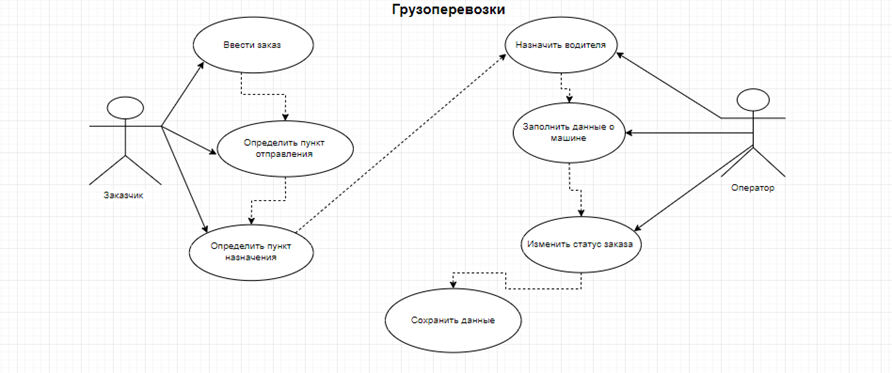 Грузоперевозки
Ввести заказ
Назначить водителя
Определить пункт
отправления
Заполнить данные о
машине
Заказчик
Оператор
Определить пункт
назначения
Изменить статус заказа
Сохранить данные